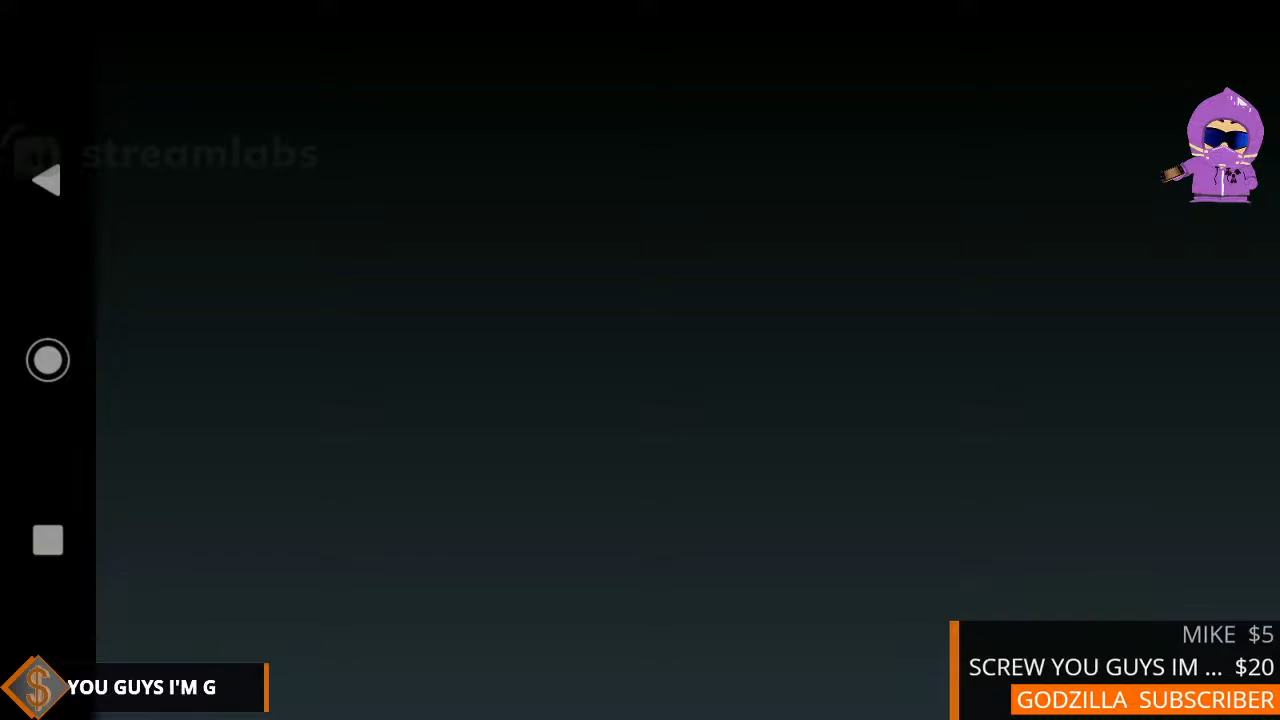 streamlabs
MIKE $5
SCREW YOU GUYS IM ... $20
YOU GUYS I'M G
GODZILLA SUBSCRIBER